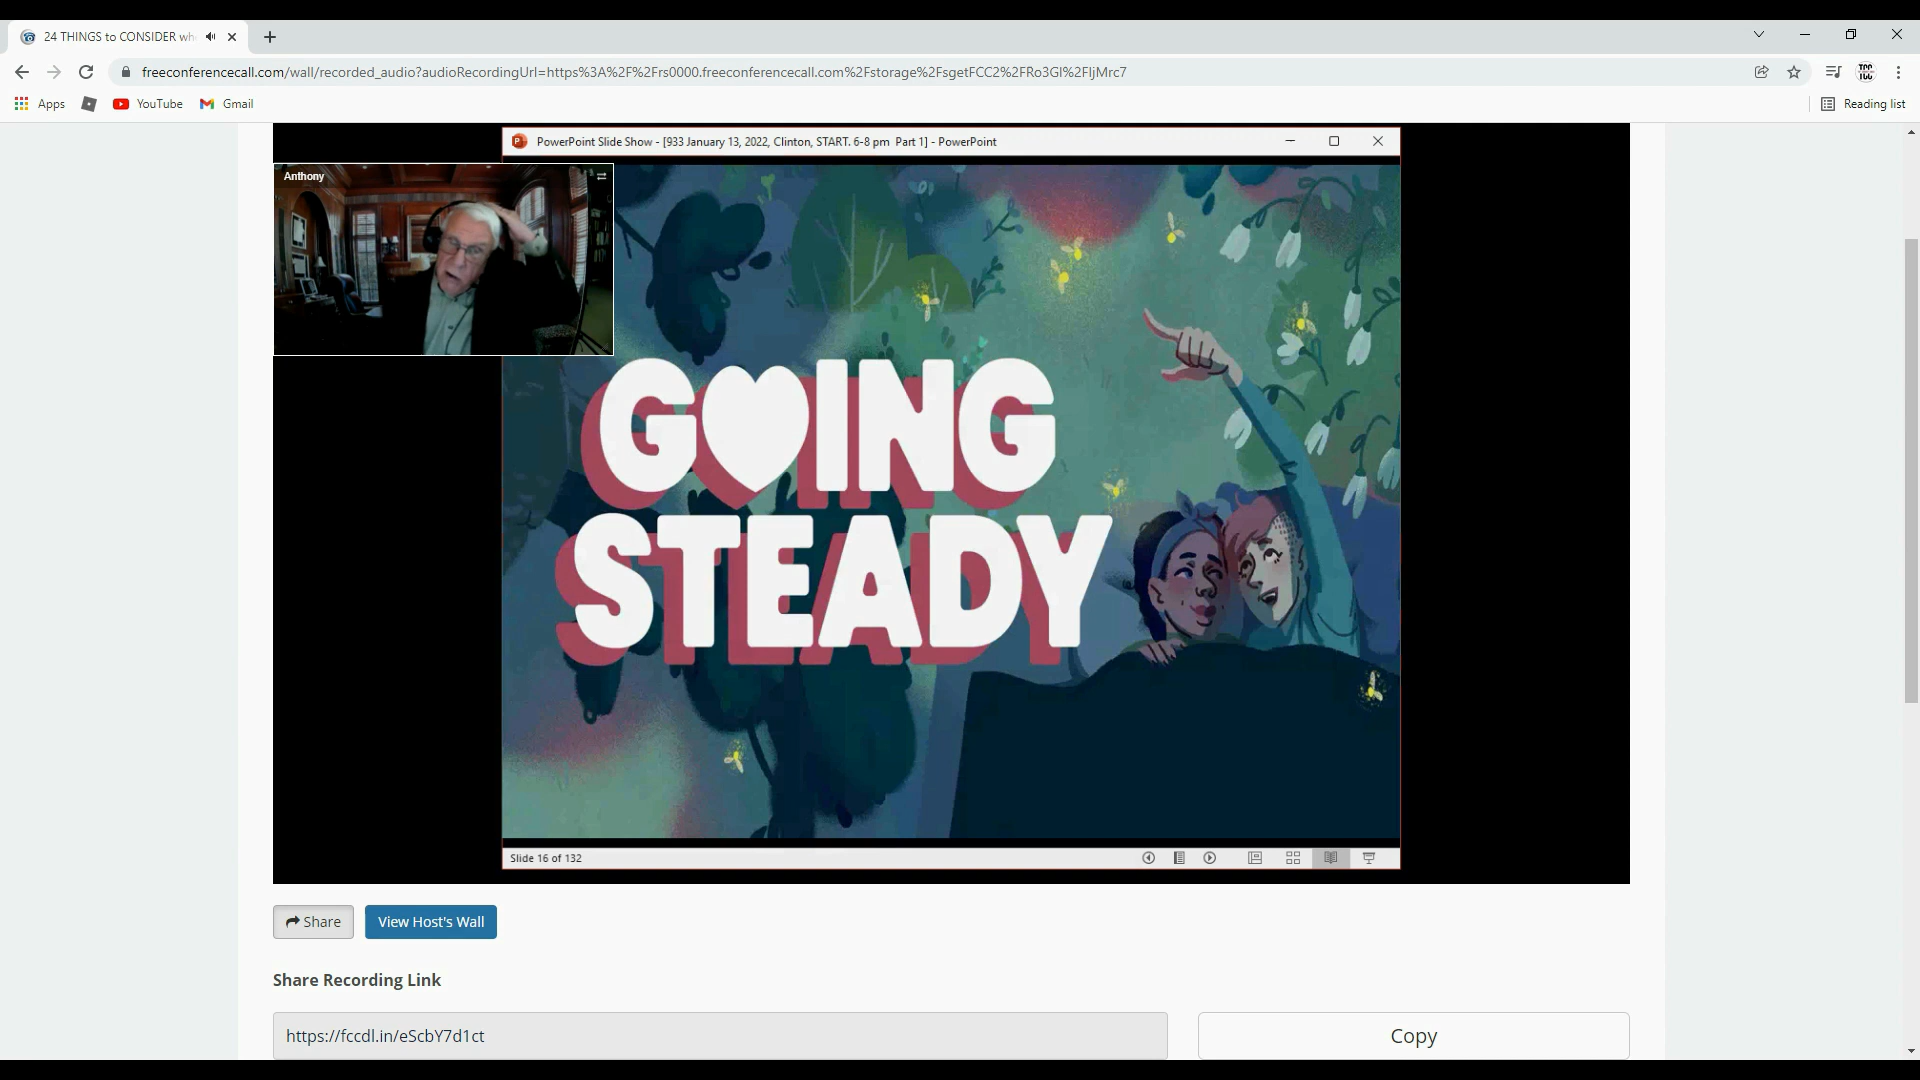 24 THINGS to CONSIDER wh
freeconferencecall.com/wall/recorded_audio?audioRecordingUrl=https%3A%2F%2Frs0000.freeconferencecall.com%2Fstorage%2FsgetFCC2%2FRo3GI%2FIjMrc7
Apps
YouTube
Gmail
Reading list
PowerPoint Slide Show - [933 January 13, 2022, Clinton, START. 6-8 pm  Part 1] - PowerPoint
Anthony
GOING
STEADY
Slide 16 of 132
Share
View Host's Wall
Share Recording Link
https://fccdl.in/eScbY7d1ct
Copy